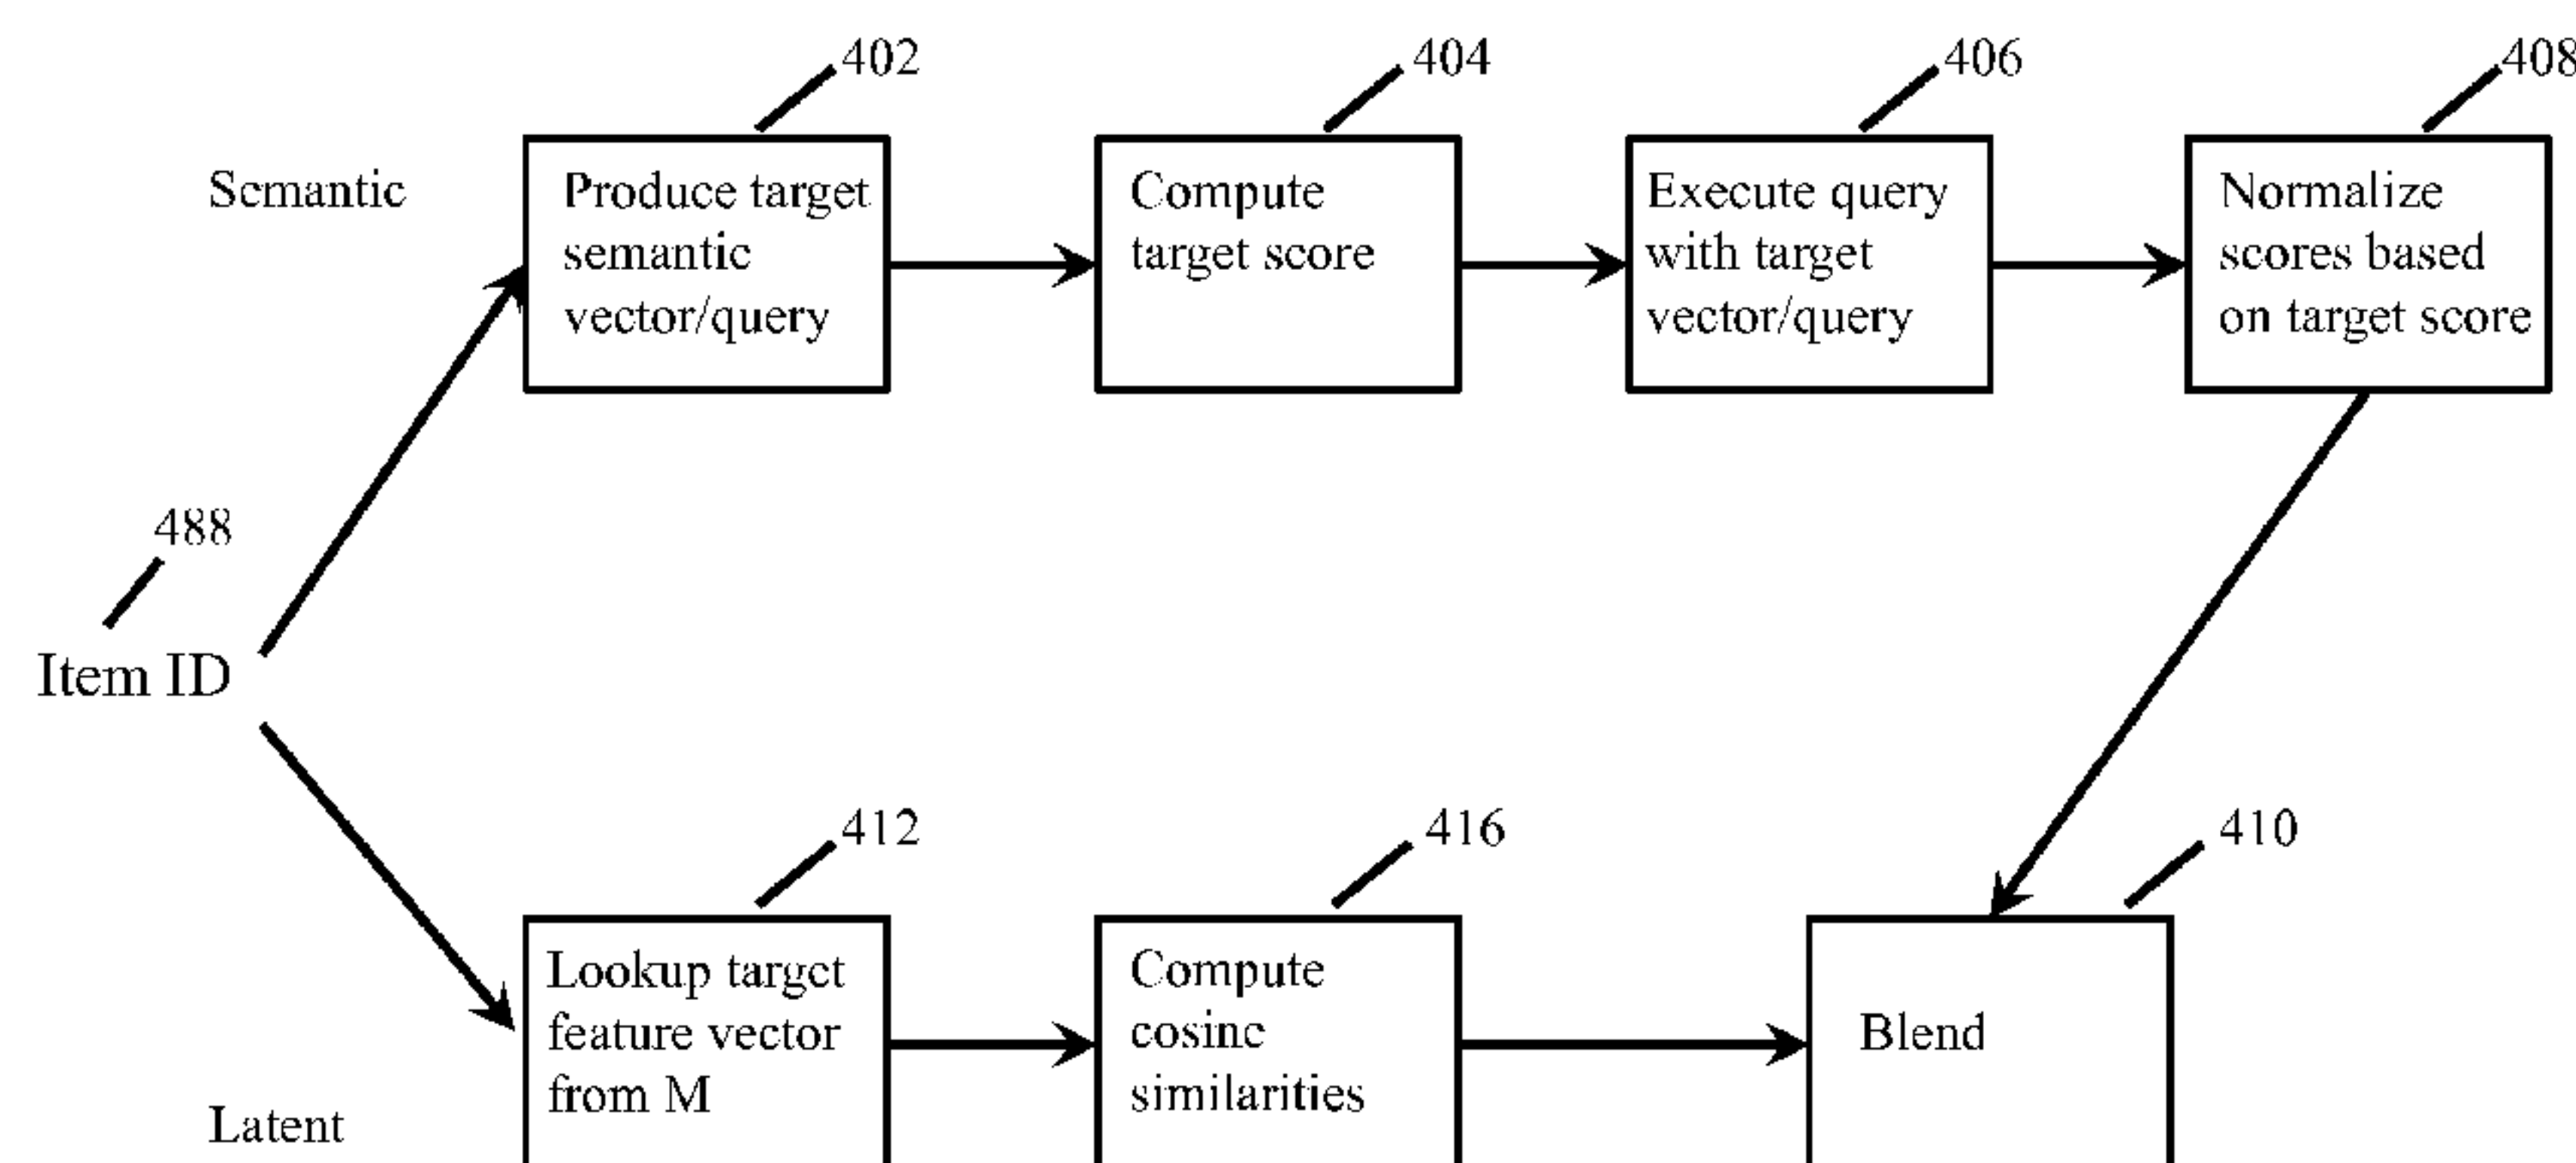 402
404
406
408
Semantic
Produce target
semantic
vector/query
Compute
target score
Execute query
with target
vector/query
Normalize
scores based
on target score
488
Item ID
412
416
410
Lookup target
feature vector
from M
Compute
cosine
similarities
Blend
Latent